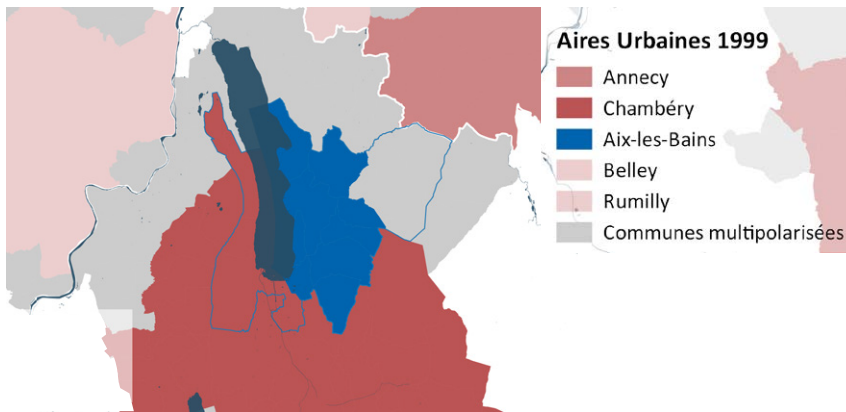 Aires Urbaines 1999
Annecy
Chambéry
Aix-les-Bains
Belley
Rumilly
Communes multipolarisées